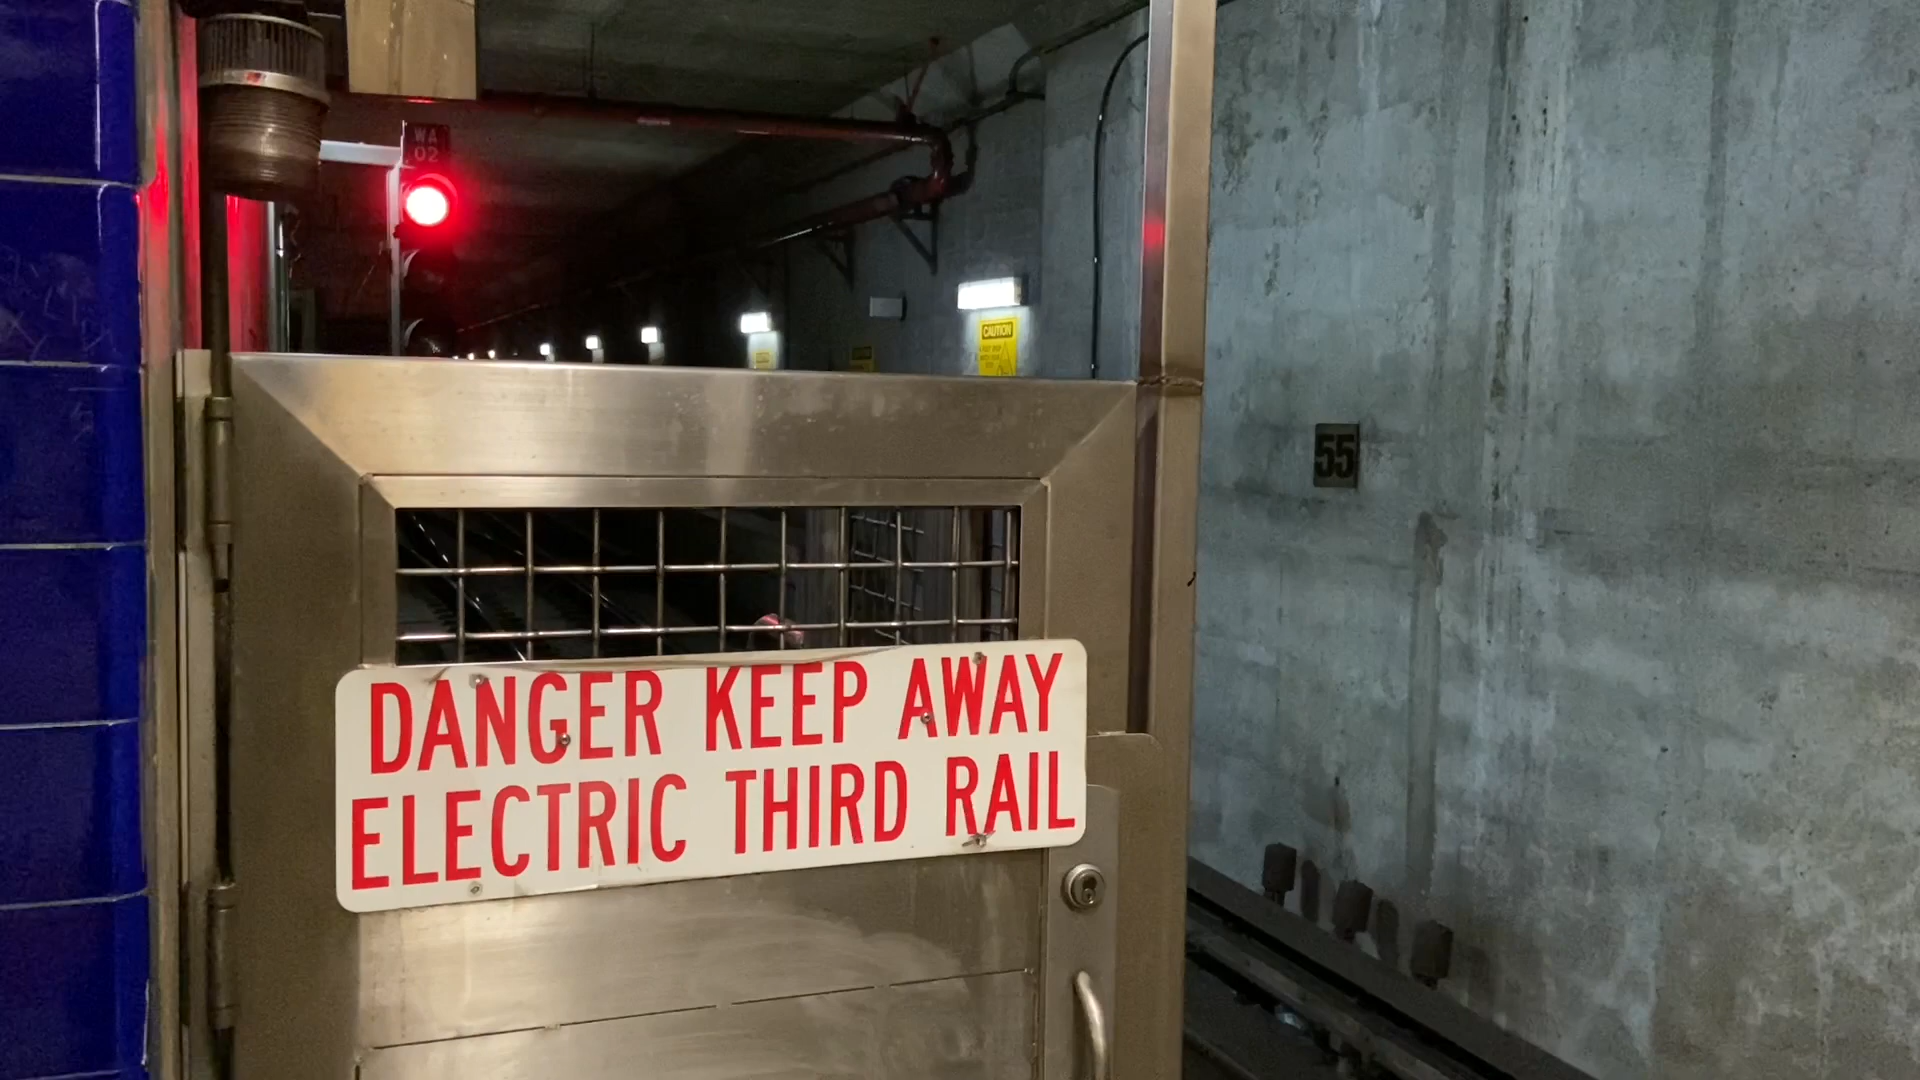 WA
02
CAUTION
55
DANGER KEEP AWAY
ELECTRIC THIRD RAIL